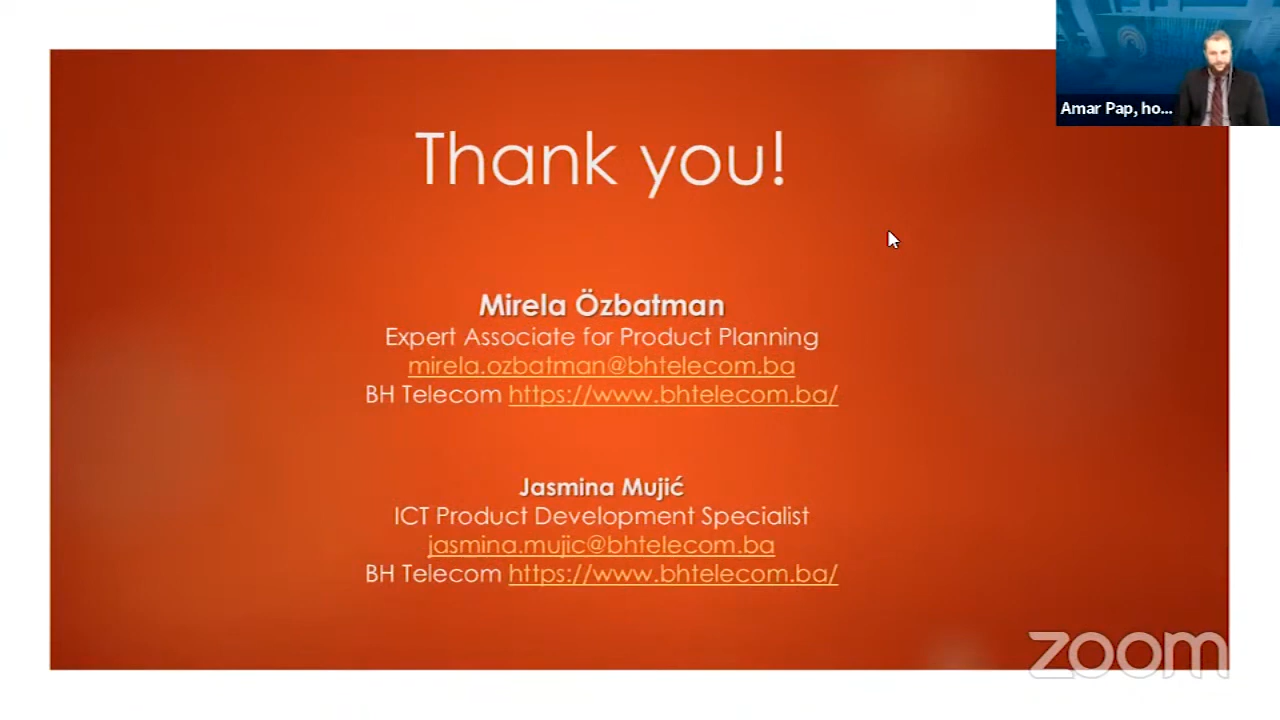 Amar Pap, ho...
Thank you!
Mirela Özbatman
Expert Associate for Product Planning
mirela.ozbatman@bhtelecom.ba
BH Telecom https://www.bhtelecom.ba/
Jasmina Mujić
ICT Product Development Specialist
jasmina.mujic@bhtelecom.ba
BH Telecom https://www.bhtelecom.ba/
zoom